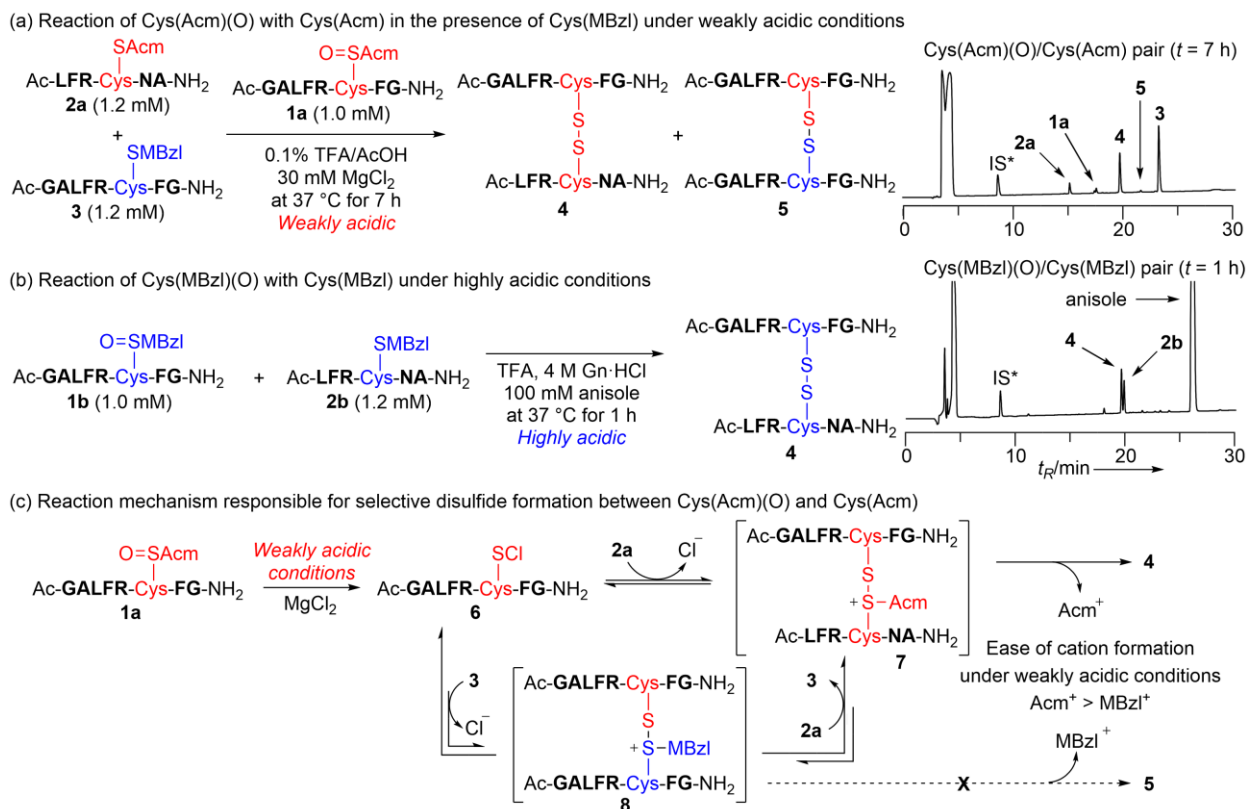 (a) Reaction of Cys(Acm)(O) with Cys(Acm) in the presence of Cys(MBzl) under weakly acidic conditions
SAcm
Ac-LFR-Cys-NA-NH2
2a (1.2 mM)
+
SMBzl
Ac-GALFR-Cys-FG-NH2
3 (1.2 mM)
O=SAcm
Ac-GALFR-Cys-FG-NH2
1a (1.0 mM)
0.1% TFA/AcOH
30 mM MgCl2
at 37 °C for 7 h
Weakly acidic
Ac-GALFR-Cys-FG-NH2
S
S
Ac-LFR-Cys-NA-NH2
4
+
Ac-GALFR-Cys-FG-NH2
S
S
Ac-GALFR-Cys-FG-NH2
5
Cys(Acm)(O)/Cys(Acm) pair (t = 7 h)
IS*
2a
1a
4
5
3
0 10 20 30
(b) Reaction of Cys(MBzl)(O) with Cys(MBzl) under highly acidic conditions
O=SMBzl
Ac-GALFR-Cys-FG-NH2
1b (1.0 mM)
+
SMBzl
Ac-LFR-Cys-NA-NH2
2b (1.2 mM)
TFA, 4 M Gn·HCl
100 mM anisole
at 37 °C for 1 h
Highly acidic
Ac-GALFR-Cys-FG-NH2
S
S
Ac-LFR-Cys-NA-NH2
4
Cys(MBzl)(O)/Cys(MBzl) pair (t = 1 h)
anisole
IS*
4
2b
0 10 20 30
tR/min
(c) Reaction mechanism responsible for selective disulfide formation between Cys(Acm)(O) and Cys(Acm)
O=SAcm
Ac-GALFR-Cys-FG-NH2
1a
Weakly acidic
conditions
MgCl2
SCl
Ac-GALFR-Cys-FG-NH2
6
2a
Cl−
Ac-GALFR-Cys-FG-NH2
S
+
S-Acm
Ac-LFR-Cys-NA-NH2
7
4
Acm+
Ease of cation formation
under weakly acidic conditions
Acm+ > MBzl+
3
Cl−
Ac-GALFR-Cys-FG-NH2
S
+
S-MBzl
Ac-GALFR-Cys-FG-NH2
8
3
2a
MBzl+
X
5